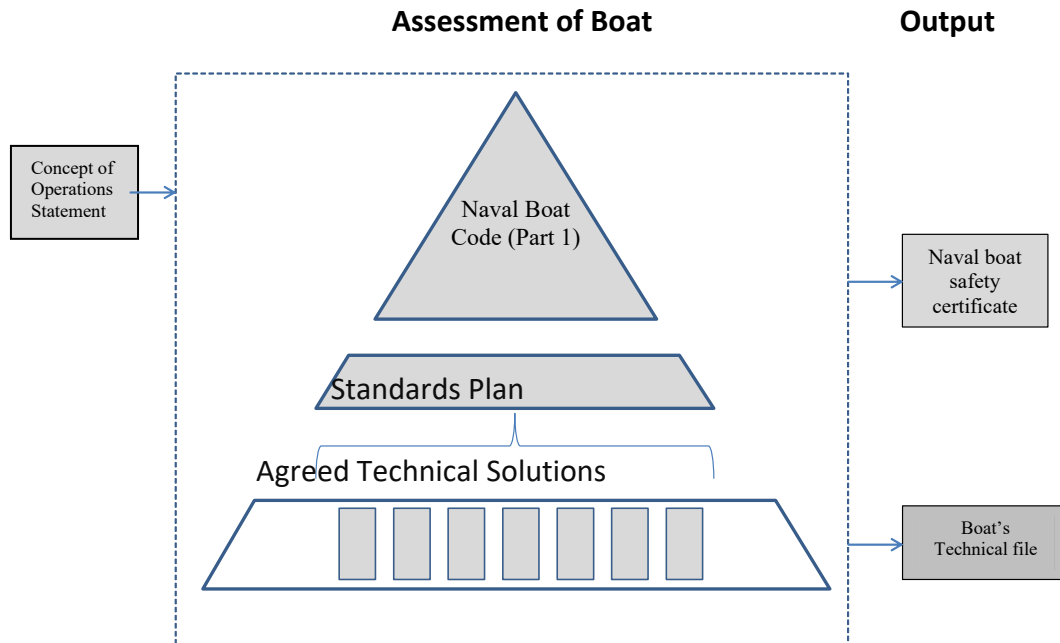 Assessment of Boat
Output
Concept of
Operations
Statement
Naval Boat
Code (Part 1)
Naval boat
safety
certificate
Standards Plan
Agreed Technical Solutions
Boat’s
Technical file